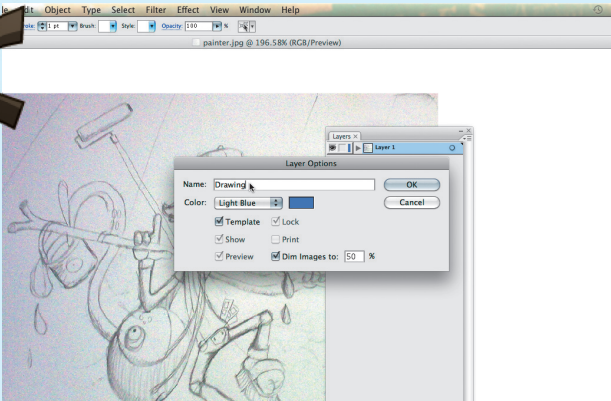 Object Type Select Filter Effect View Window Help
1 pt Brush: Style: Opacity: 100 %
painter.jpg @ 196.58% (RGB/Preview)
Layers ×
Layer 1
Layer Options
Name: Drawing OK
Color: Light Blue Cancel
Template Lock
Show Print
Preview Dim Images to: 50 %